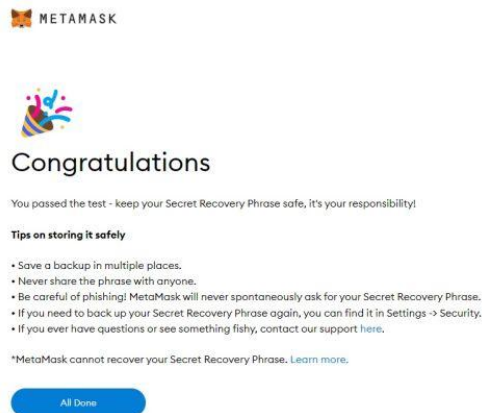 METAMASK
Congratulations
You passed the test - keep your Secret Recovery Phrase safe, it's your responsibility!
Tips on storing it safely
• Save a backup in multiple places.
• Never share the phrase with anyone.
• Be careful of phishing! MetaMask will never spontaneously ask for your Secret Recovery Phrase.
• If you need to back up your Secret Recovery Phrase again, you can find it in Settings -> Security.
• If you ever have questions or see something fishy, contact our support here.
*MetaMask cannot recover your Secret Recovery Phrase. Learn more.
All Done